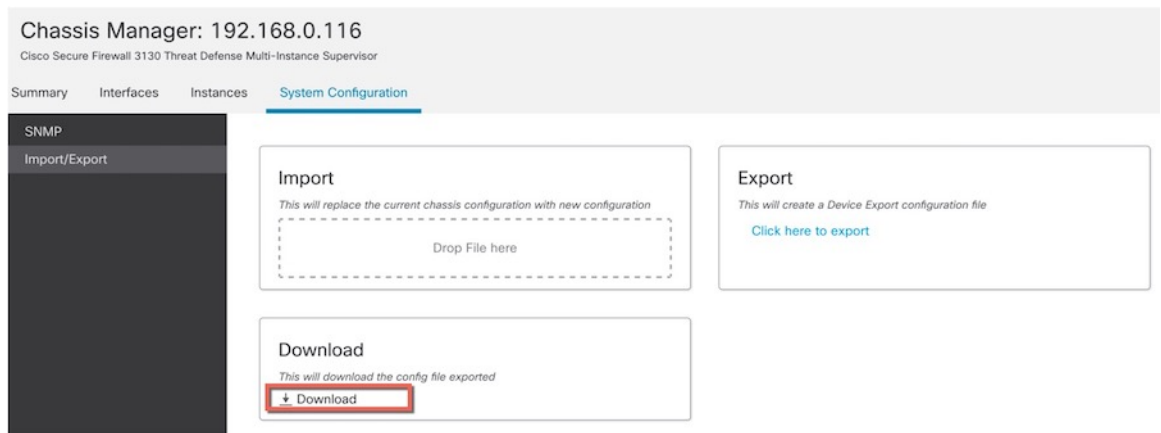 Chassis Manager: 192.168.0.116
Cisco Secure Firewall 3130 Threat Defense Multi-Instance Supervisor
Summary Interfaces Instances System Configuration
SNMP
Import/Export
Import
This will replace the current chassis configuration with new configuration
Drop File here
Export
This will create a Device Export configuration file
Click here to export
Download
This will download the config file exported
Download